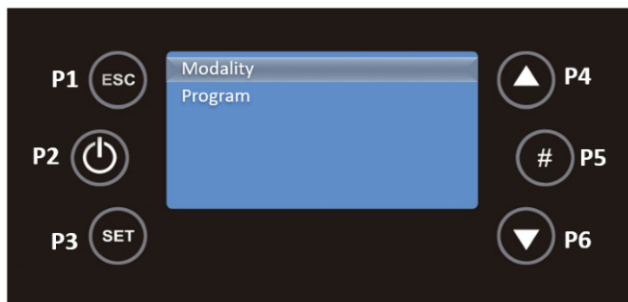 P1 ESC
Modality
Program
P2
P3 SET
P4
# P5
P6